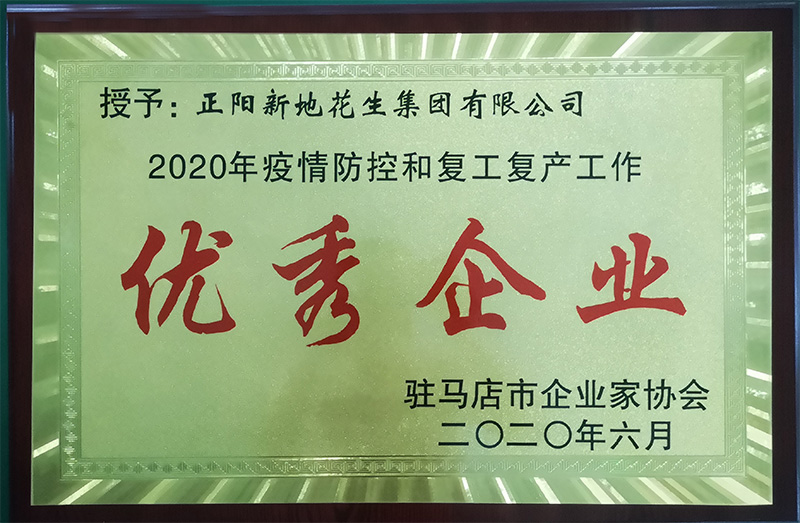 授予：正阳新地花生集团有限公司
2020年疫情防控和复工复产工作
优秀企业
驻马店市企业家协会
二〇二〇年六月